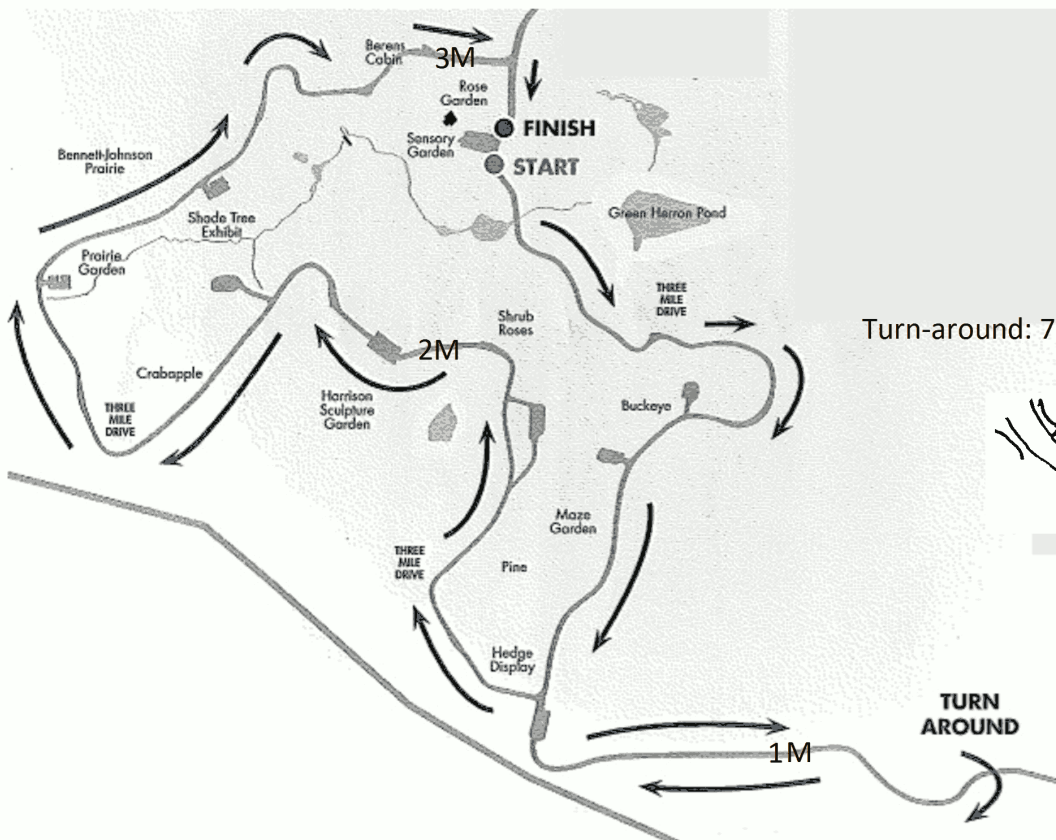 Berens
Cabin
3M
Rose
Garden
FINISH
Sensory
Garden
START
Bennett-Johnson
Prairie
Shade Tree
Exhibit
Green Herron Pond
Prairie
Garden
THREE
MILE
DRIVE
Shrub
Roses
Turn-around: 7
2M
Crabapple
Harrison
Sculpture
Garden
Buckeye
THREE
MILE
DRIVE
Maze
Garden
THREE
MILE
DRIVE
Pine
Hedge
Display
TURN
AROUND
1M